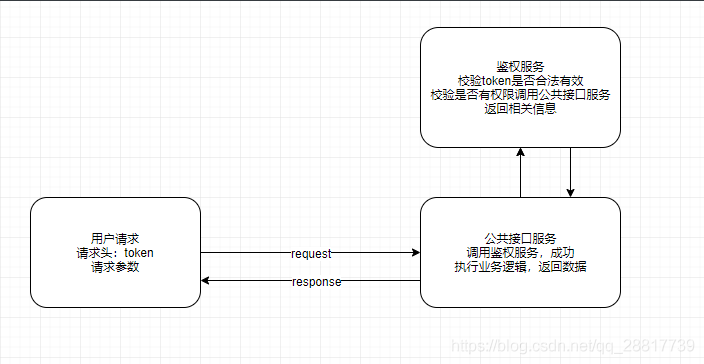 鉴权服务
校验token是否合法有效
校验是否有权限调用公共接口服务
返回相关信息
用户请求
请求头：token
请求参数
request
response
公共接口服务
调用鉴权服务，成功
执行业务逻辑，返回数据
https://blog.csdn.net/qq_28817739